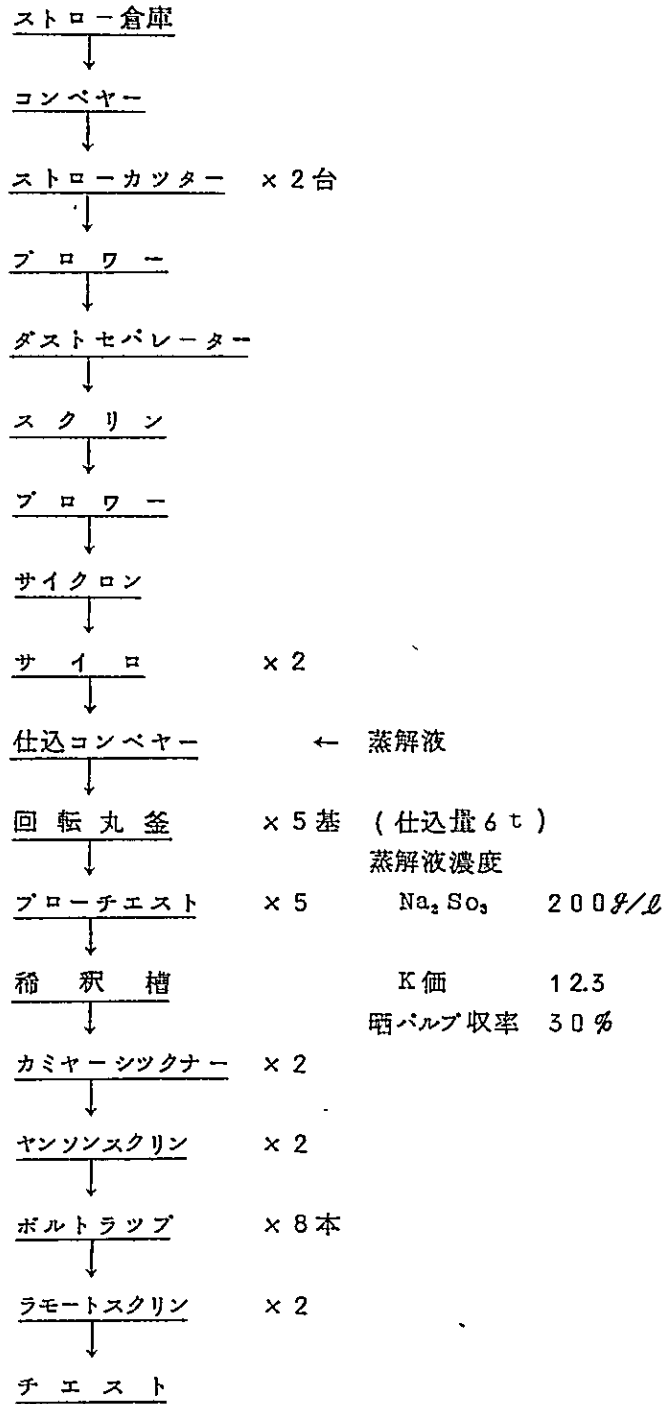 ストロー倉庫
↓
コンベヤー
↓
ストローカツター × 2台
↓
ブロワー
↓
ダストセパレーター
↓
スクリン
↓
ブロワー
↓
サイクロン
↓
サイロ × 2
↓
仕込コンベヤー ← 蒸解液
↓
回転丸釜 × 5基 (仕込量6t)
↓ 蒸解液濃度
ブローチエスト × 5 Na₂So₃ 200g/l
↓
稀釈槽 K価 12.3
↓ 晒パルプ収率 30%
カミヤーシツクナー × 2
↓
ヤンソンスクリン × 2
↓
ボルトラップ × 8本
↓
ラモートスクリン × 2
↓
チエスト